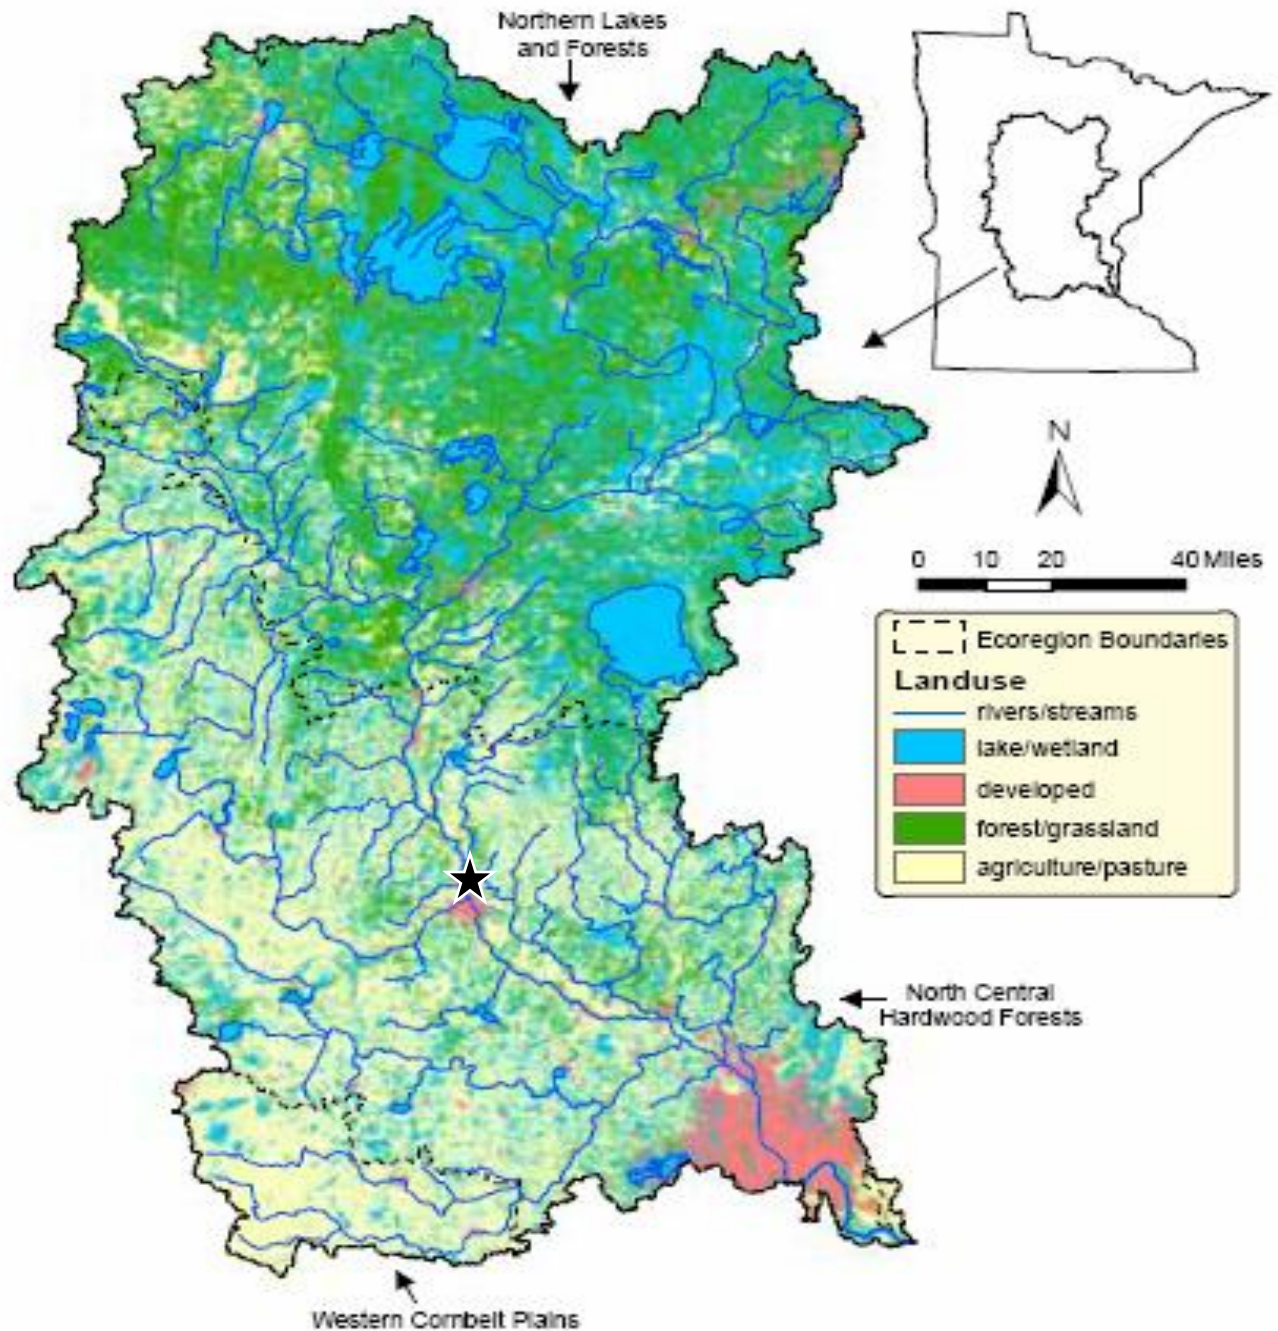 Northern Lakes
and Forests
N
0 10 20 40 Miles
Ecoregion Boundaries
Landuse
rivers/streams
lake/wetland
developed
forest/grassland
agriculture/pasture
North Central
Hardwood Forests
Western Cornbelt Plains